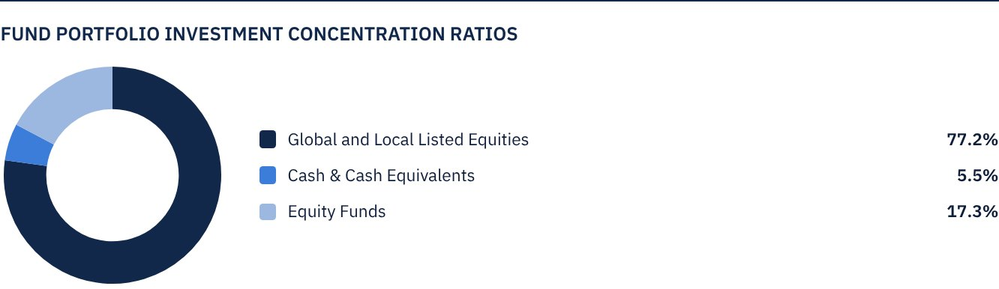 FUND PORTFOLIO INVESTMENT CONCENTRATION RATIOS
Global and Local Listed Equities 77.2%
Cash & Cash Equivalents 5.5%
Equity Funds 17.3%